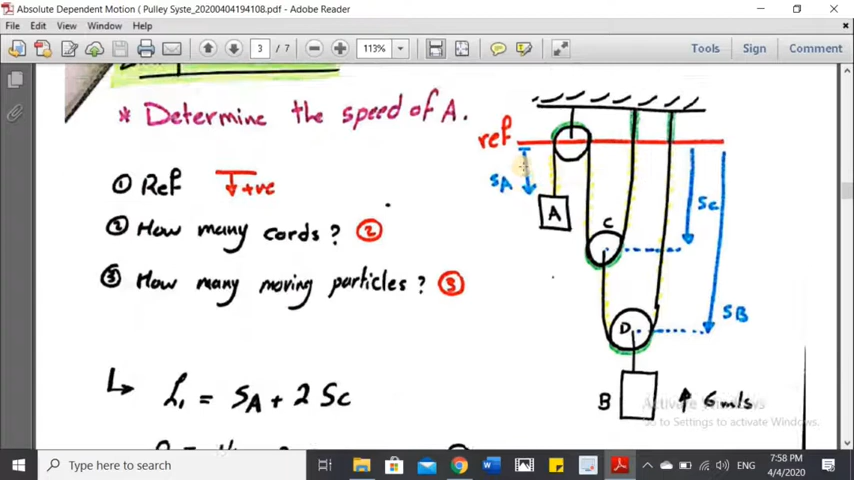 Absolute Dependent Motion ( Pulley Syste_20200404194108.pdf - Adobe Reader
File Edit View Window Help
3 / 7 113% Tools Sign Comment
* Determine the speed of A.
① Ref +ve
② How many cords? ②
③ How many moving particles? ③
L₁ = SA + 2 Sc
ref
SA
A
C
Sc
D
SB
B
↑ 6 m/s
Activate Windows
Go to Settings to activate Windows.
Type here to search
ENG
7:58 PM
4/4/2020